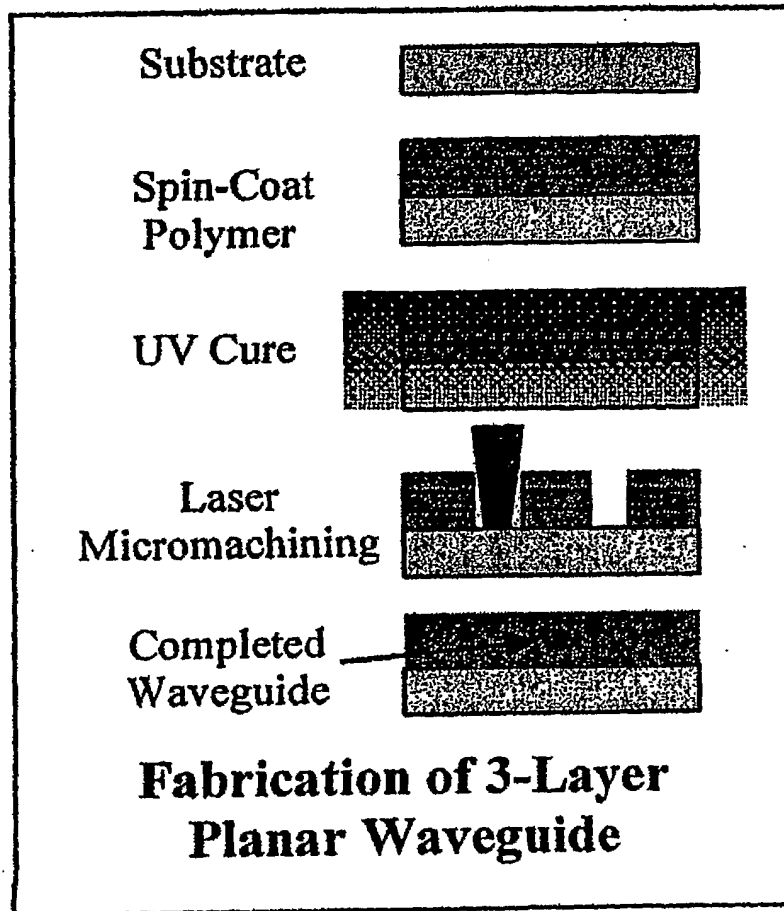 Substrate
Spin-Coat
Polymer
UV Cure
Laser
Micromachining
Completed
Waveguide
Fabrication of 3-Layer
Planar Waveguide